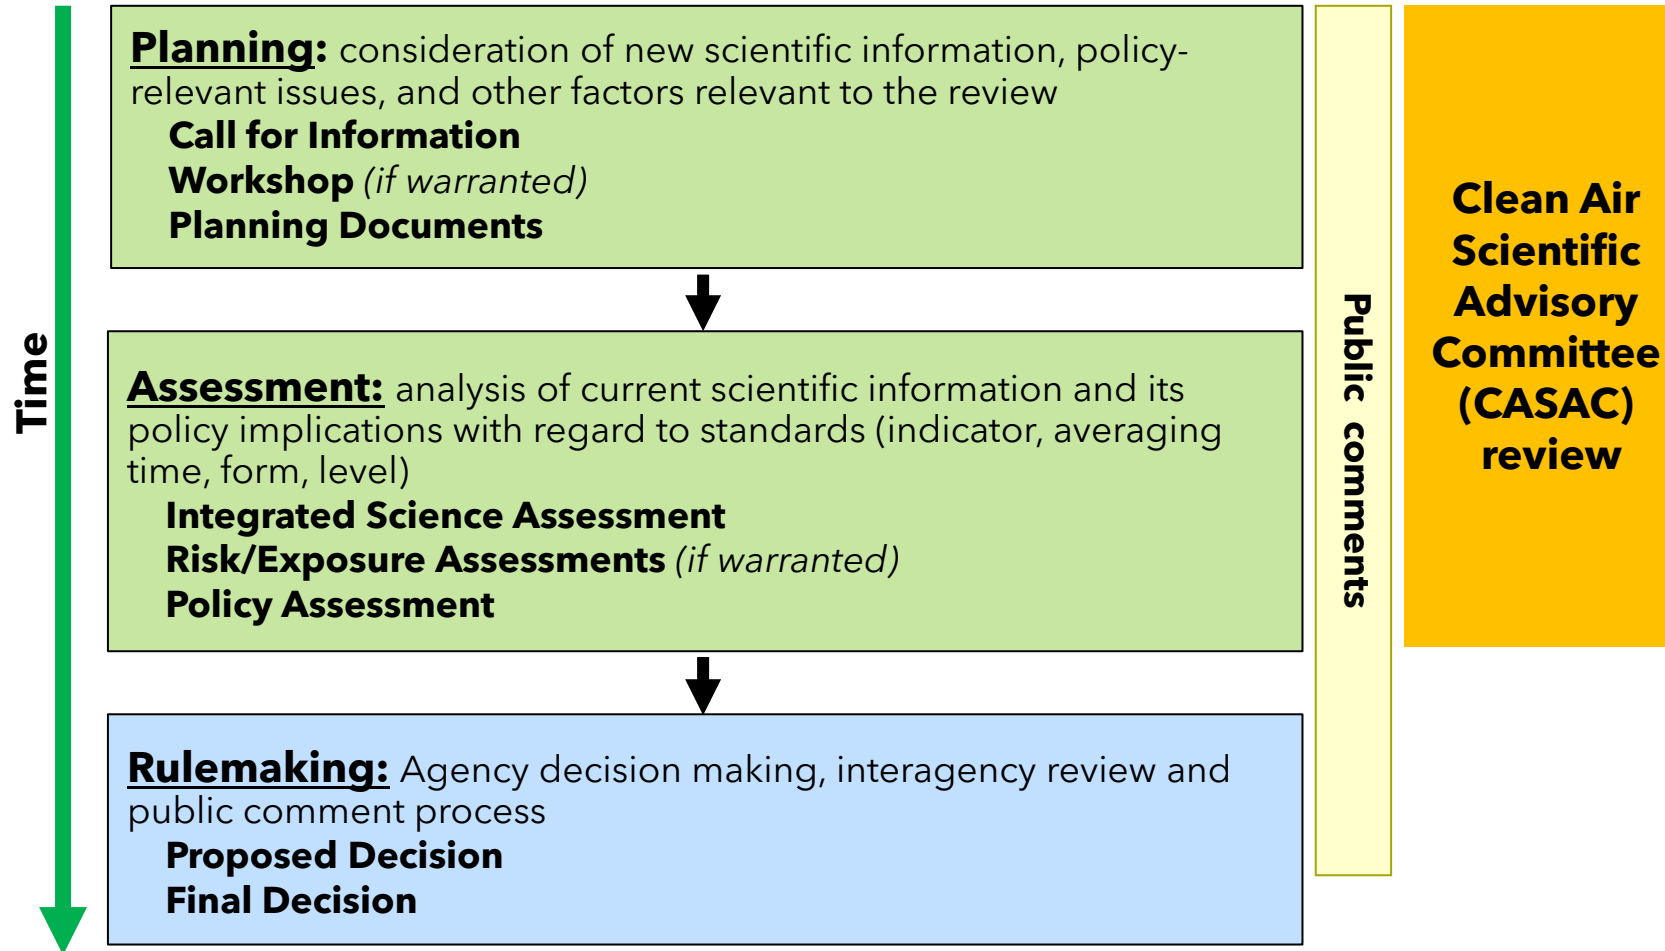 Time
Planning: consideration of new scientific information, policy-
relevant issues, and other factors relevant to the review
Call for Information
Workshop (if warranted)
Planning Documents
Assessment: analysis of current scientific information and its
policy implications with regard to standards (indicator, averaging
time, form, level)
Integrated Science Assessment
Risk/Exposure Assessments (if warranted)
Policy Assessment
Rulemaking: Agency decision making, interagency review and
public comment process
Proposed Decision
Final Decision
Public comments
Clean Air
Scientific
Advisory
Committee
(CASAC)
review